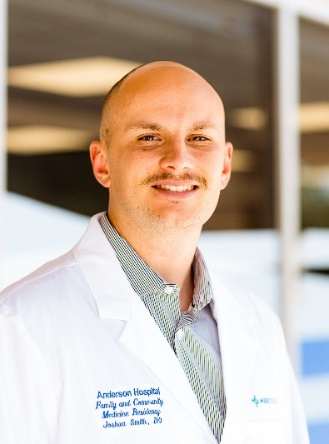 Anderson Hospital
Family and Community
Medicine Residency
Joshua Smith, DO